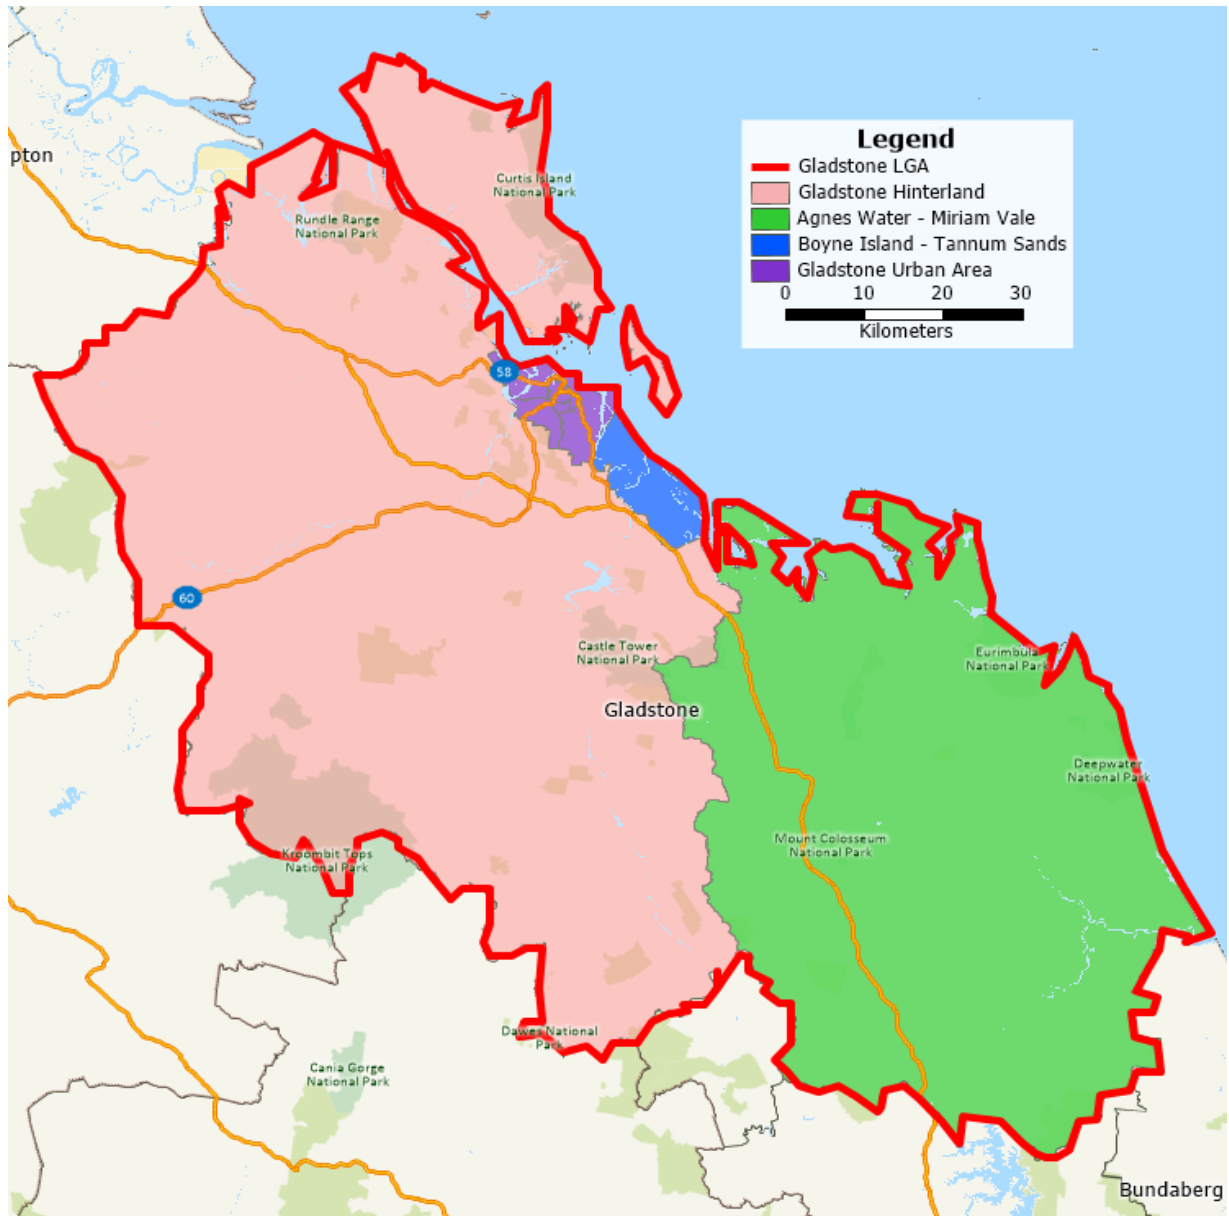 pton
Legend
Gladstone LGA
Gladstone Hinterland
Agnes Water - Miriam Vale
Boyne Island - Tannum Sands
Gladstone Urban Area
0 10 20 30
Kilometers
Curtis Island
National Park
Rundle Range
National Park
58
60
Castle Tower
National Park
Eurimbula
National Park
Gladstone
Deepwater
National Park
Mount Colosseum
National Park
Kroombit Tops
National Park
Dawes National
Park
Cania Gorge
National Park
Bundaberg